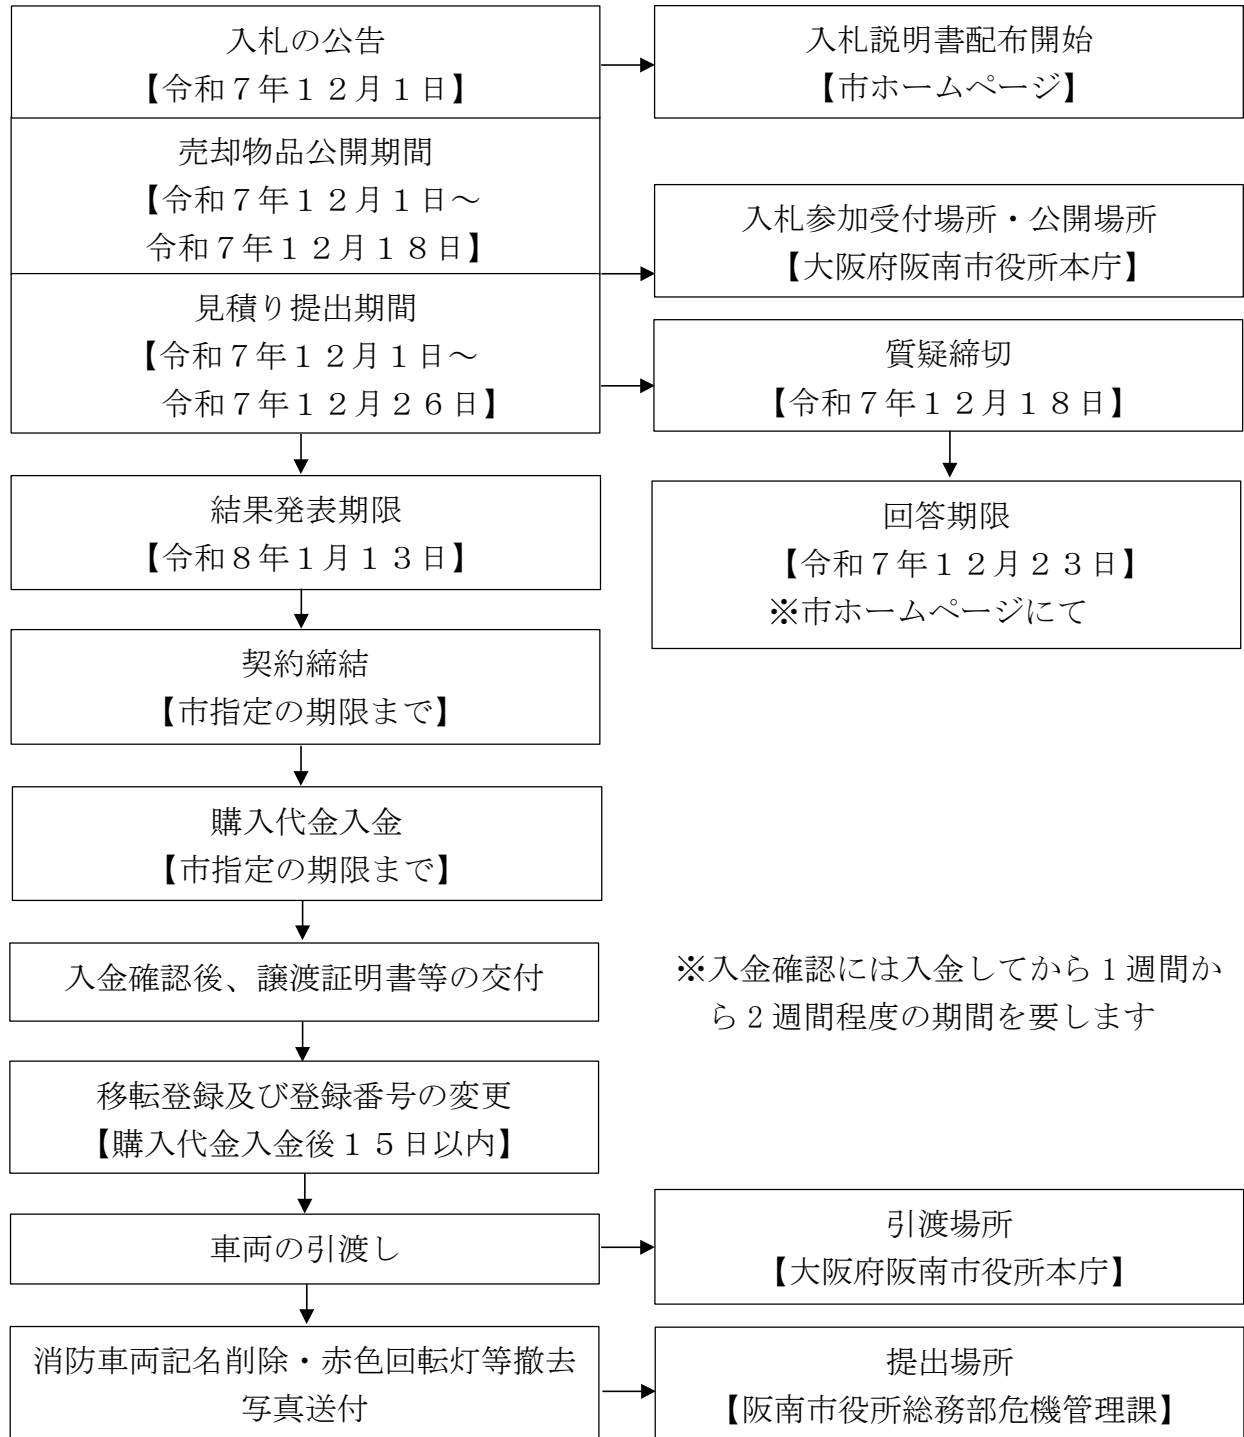 入札の公告
【令和７年１２月１日】
入札説明書配布開始
【市ホームページ】
売却物品公開期間
【令和７年１２月１日～
令和７年１２月１８日】
入札参加受付場所・公開場所
【大阪府阪南市役所本庁】
見積り提出期間
【令和７年１２月１日～
令和７年１２月２６日】
質疑締切
【令和７年１２月１８日】
結果発表期限
【令和８年１月１３日】
回答期限
【令和７年１２月２３日】
※市ホームページにて
契約締結
【市指定の期限まで】
購入代金入金
【市指定の期限まで】
入金確認後、譲渡証明書等の交付
※入金確認には入金してから１週間か
ら２週間程度の期間を要します
移転登録及び登録番号の変更
【購入代金入金後１５日以内】
車両の引渡し
引渡場所
【大阪府阪南市役所本庁】
消防車両記名削除・赤色回転灯等撤去
写真送付
提出場所
【阪南市役所総務部危機管理課】